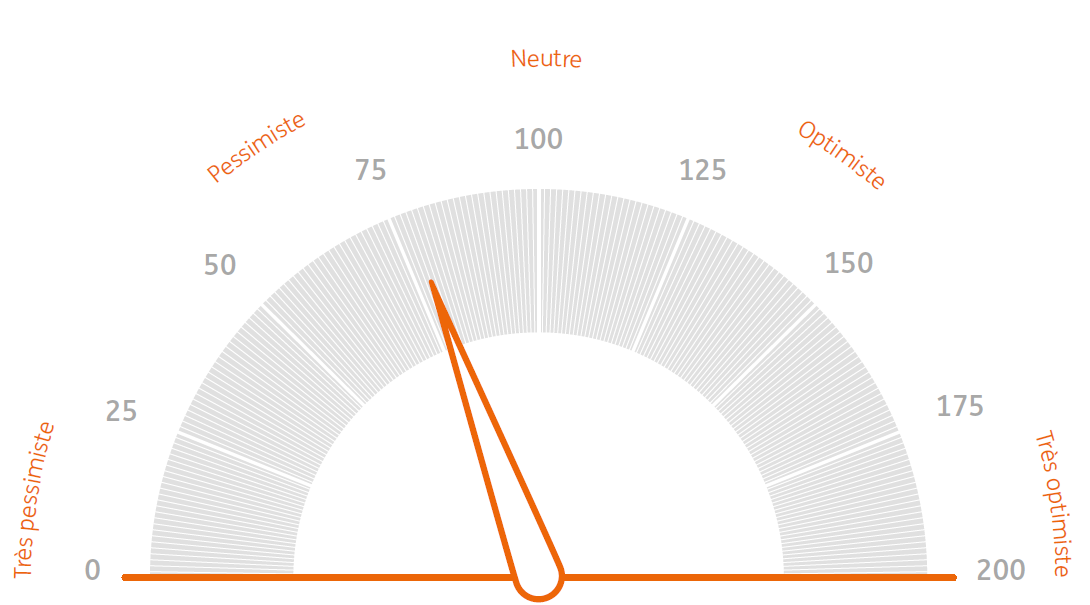 Neutre
Pessimiste
Optimiste
100
75
125
50
150
25
175
Très pessimiste
Très optimiste
0
200